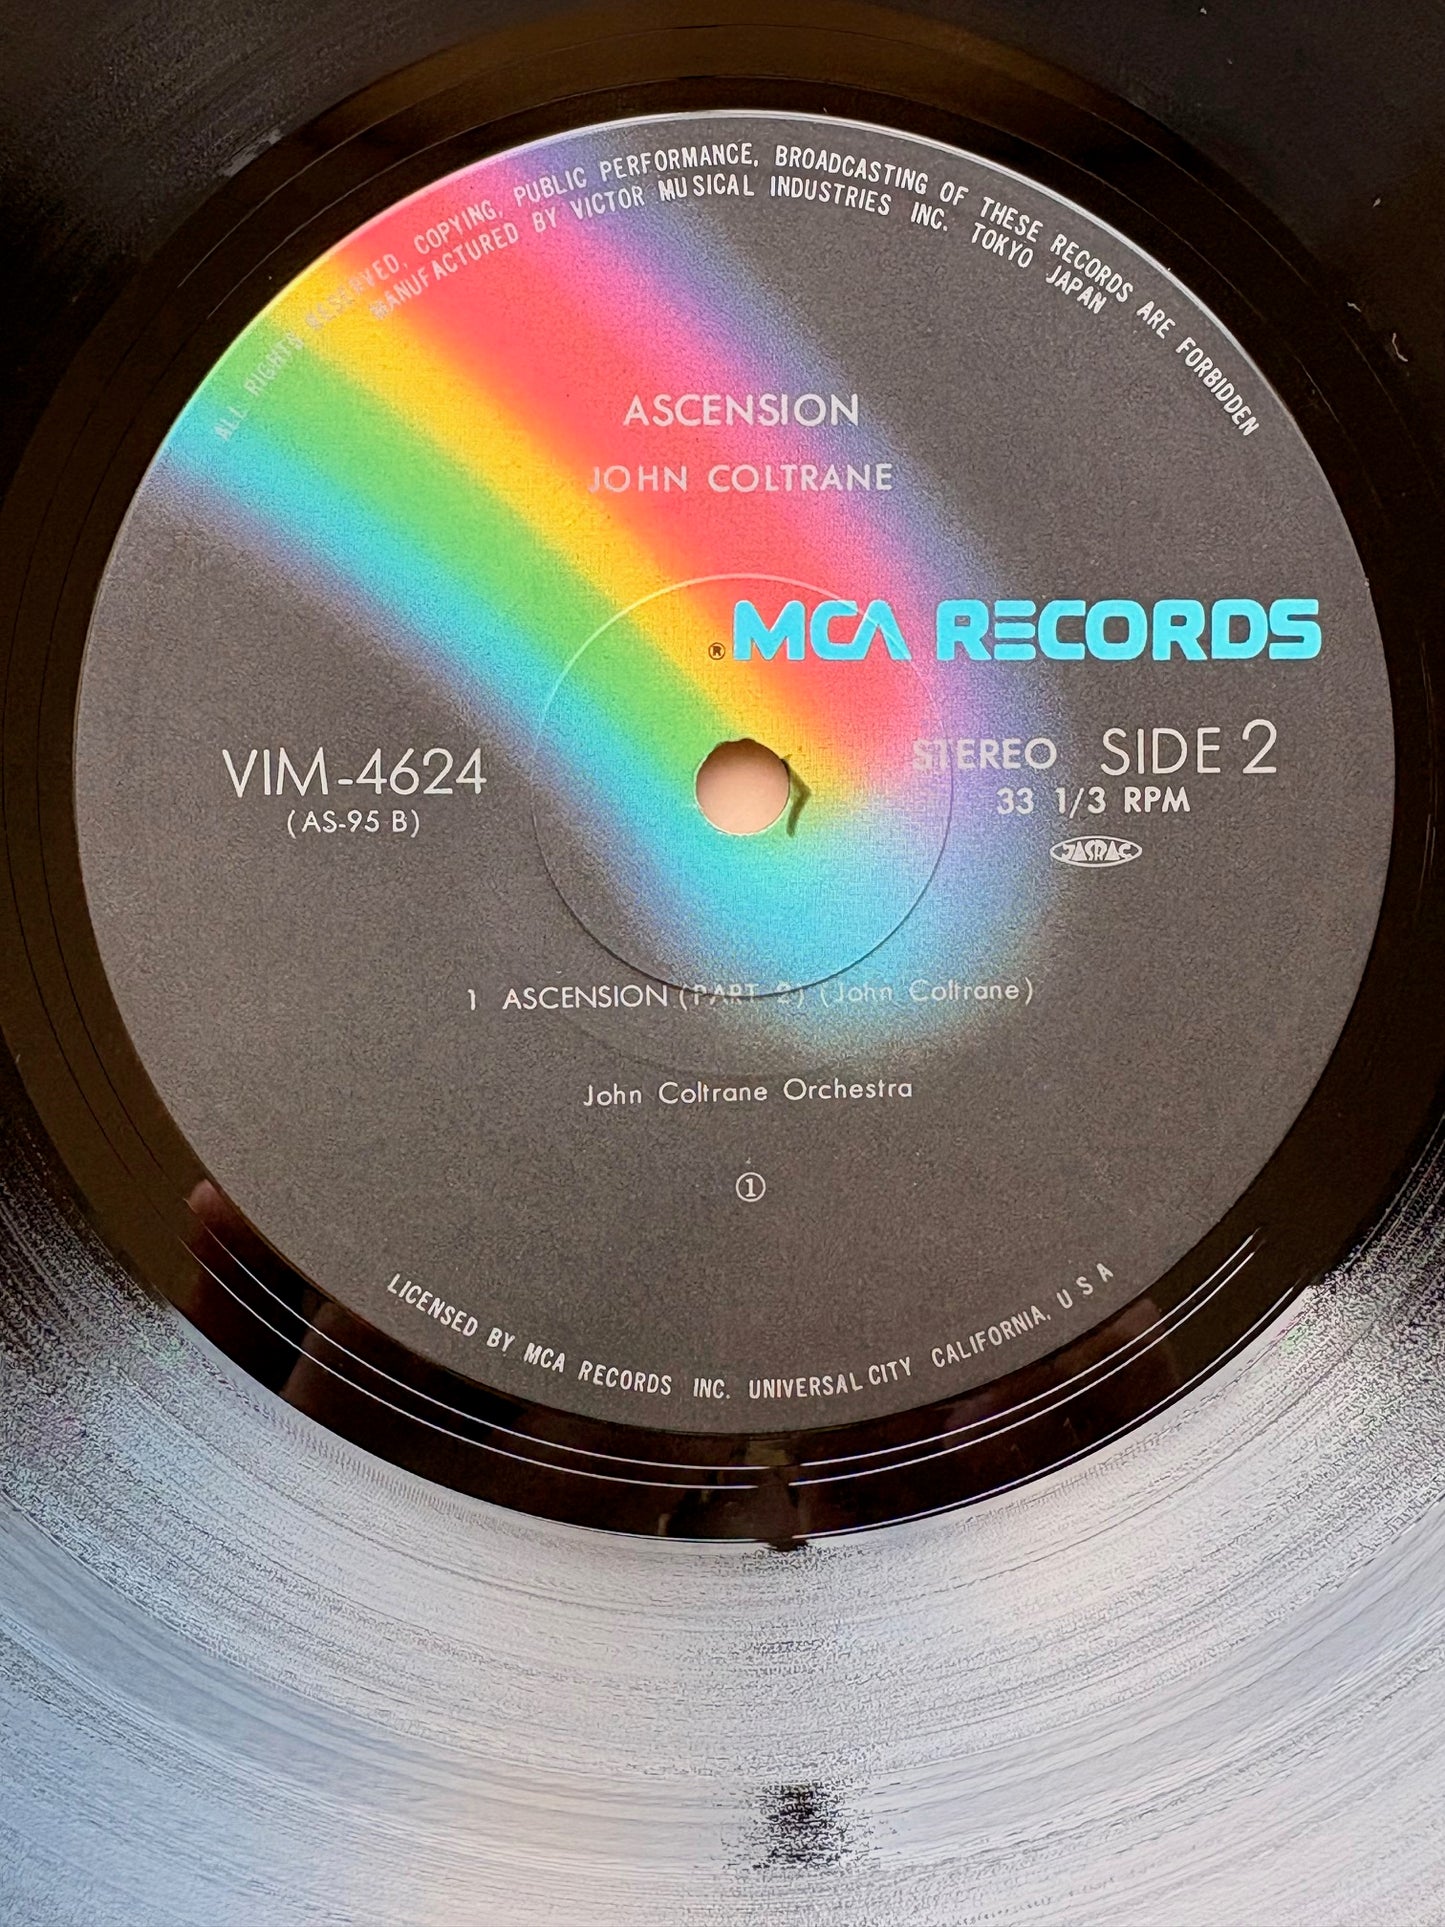 ALL RIGHTS RESERVED, COPYING, PUBLIC PERFORMANCE, BROADCASTING OF THESE RECORDS ARE FORBIDDEN
MANUFACTURED BY VICTOR MUSICAL INDUSTRIES INC. TOKYO JAPAN
ASCENSION
JOHN COLTRANE
® MCA RECORDS
VIM-4624
(AS-95 B)
STEREO SIDE 2
33 1/3 RPM
JASRAC
1 ASCENSION (PART 2) (John Coltrane)
John Coltrane Orchestra
①
LICENSED BY MCA RECORDS INC. UNIVERSAL CITY CALIFORNIA, U S A